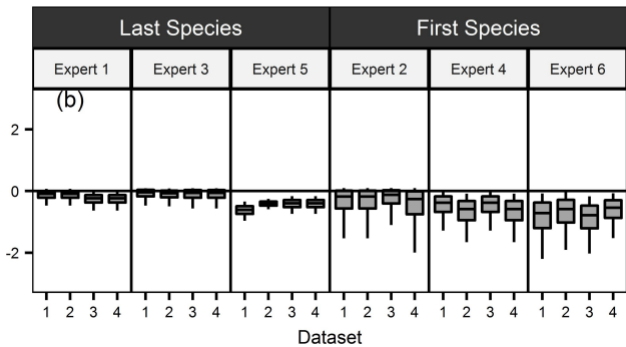 Last Species First Species
Expert 1 Expert 3 Expert 5 Expert 2 Expert 4 Expert 6
(b)
2
0
-2
1 2 3 4 1 2 3 4 1 2 3 4 1 2 3 4 1 2 3 4 1 2 3 4
Dataset